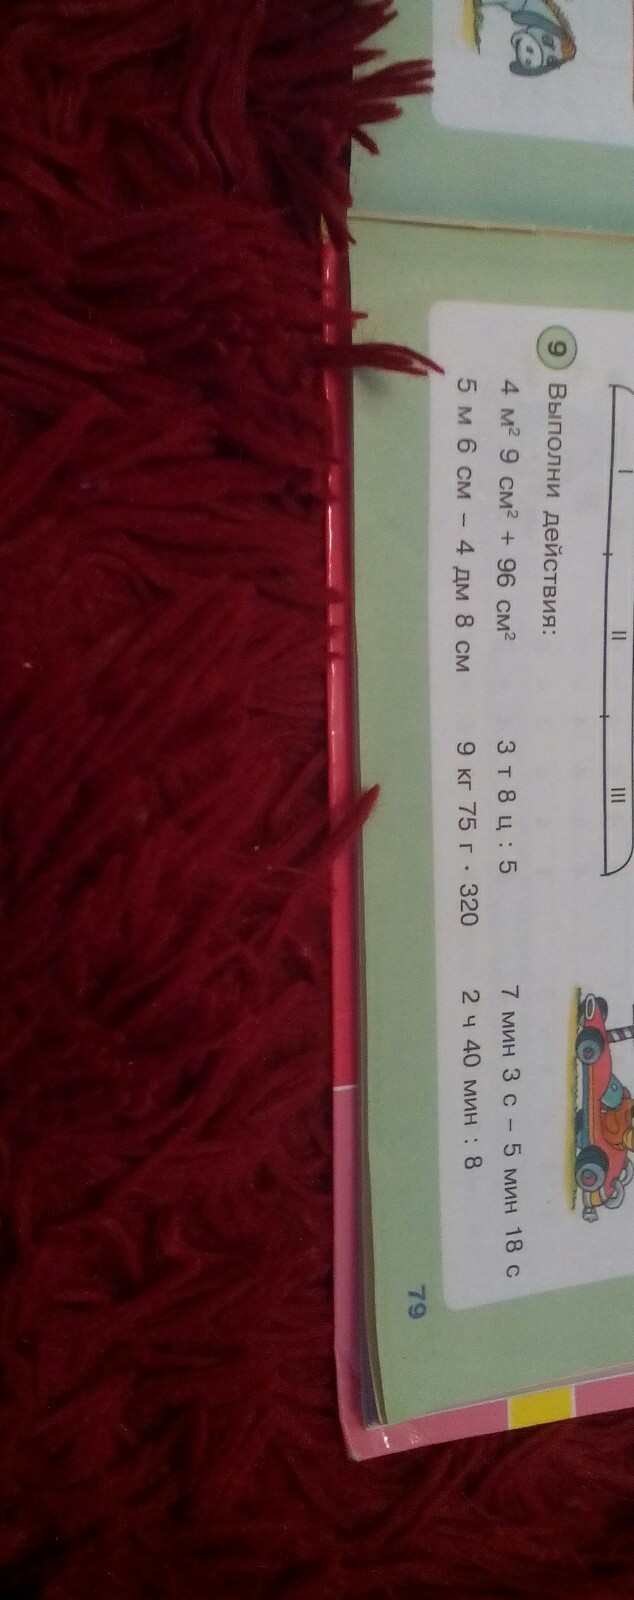 I II III
9 Выполни действия:
4 м² 9 см² + 96 см² 3 т 8 ц : 5 7 мин 3 с – 5 мин 18 с
5 м 6 см – 4 дм 8 см 9 кг 75 г · 320 2 ч 40 мин : 8
79